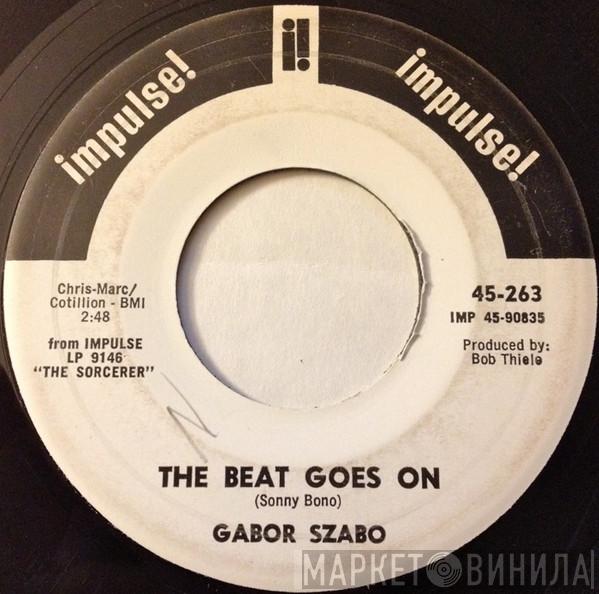 impulse!
i!
impulse!
Chris-Marc/
Cotillion - BMI
2:48
from IMPULSE
LP 9146
"THE SORCERER"
45-263
IMP 45-90835
Produced by:
Bob Thiele
N
THE BEAT GOES ON
(Sonny Bono)
GABOR SZABO
МАРКЕТ ВИНИЛА